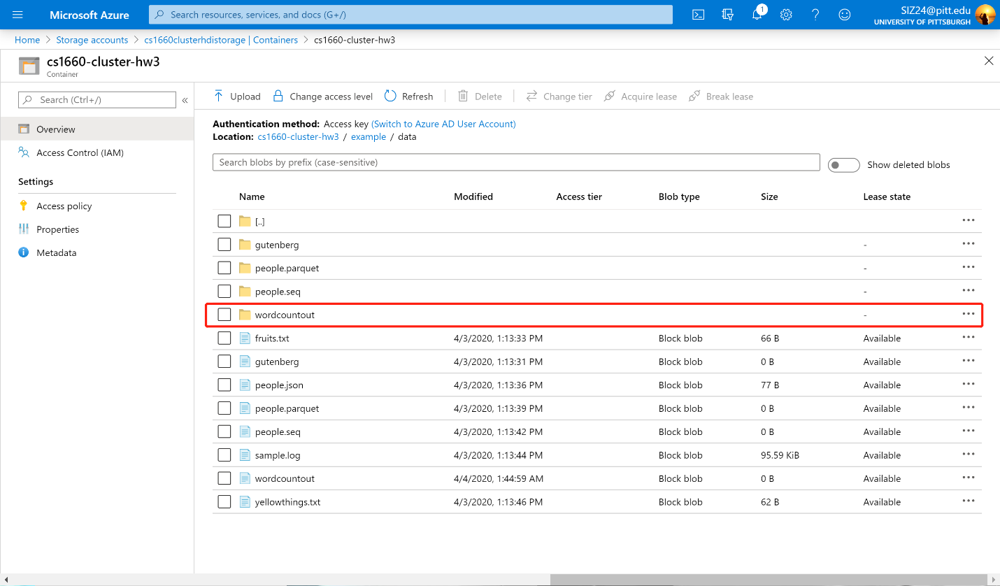 Microsoft Azure
Search resources, services, and docs (G+/)
1
SIZ24@pitt.edu
UNIVERSITY OF PITTSBURGH
Home > Storage accounts > cs1660clusterhdistorage | Containers > cs1660-cluster-hw3
cs1660-cluster-hw3
Container
Search (Ctrl+/)
«
Overview
Access Control (IAM)
Settings
Access policy
Properties
Metadata
Upload Change access level Refresh Delete Change tier Acquire lease Break lease
Authentication method: Access key (Switch to Azure AD User Account)
Location: cs1660-cluster-hw3 / example / data
Search blobs by prefix (case-sensitive)
Show deleted blobs
Name Modified Access tier Blob type Size Lease state
[..]
gutenberg -
people.parquet -
people.seq -
wordcountout -
fruits.txt 4/3/2020, 1:13:33 PM Block blob 66 B Available
gutenberg 4/3/2020, 1:13:31 PM Block blob 0 B Available
people.json 4/3/2020, 1:13:36 PM Block blob 77 B Available
people.parquet 4/3/2020, 1:13:39 PM Block blob 0 B Available
people.seq 4/3/2020, 1:13:42 PM Block blob 0 B Available
sample.log 4/3/2020, 1:13:44 PM Block blob 95.59 KiB Available
wordcountout 4/4/2020, 1:44:59 AM Block blob 0 B Available
yellowthings.txt 4/3/2020, 1:13:46 PM Block blob 62 B Available